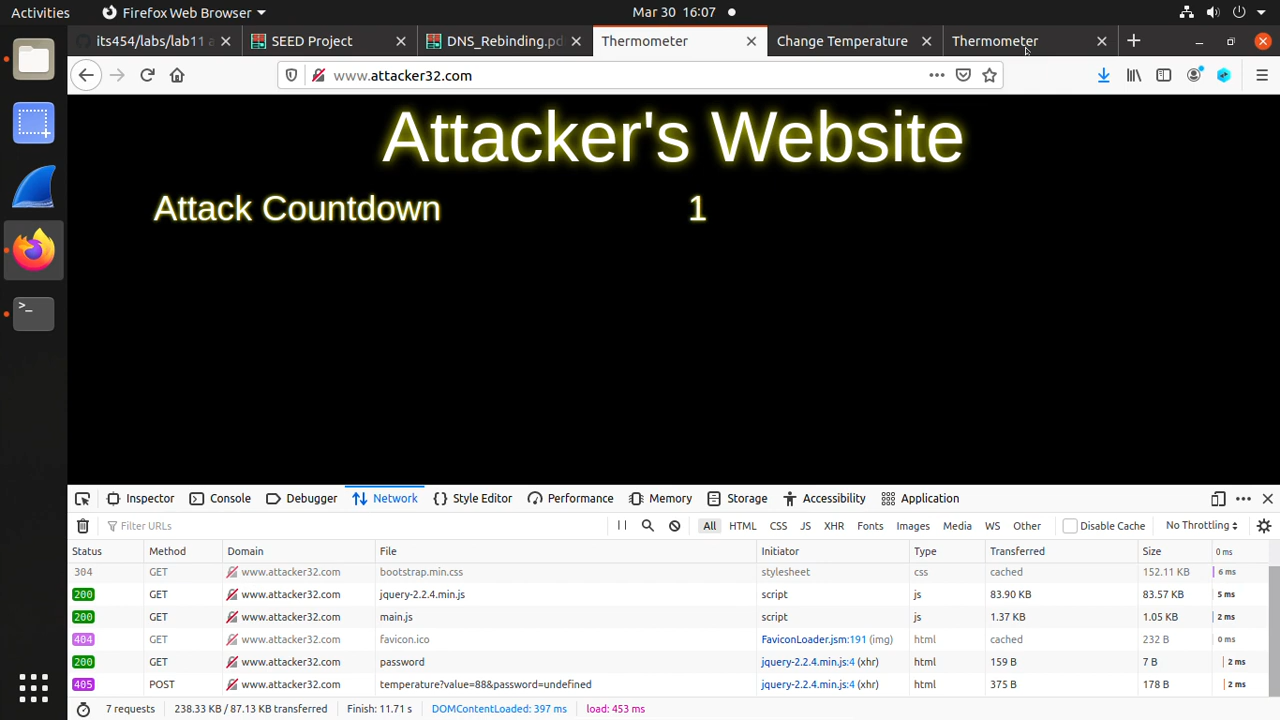 Activities Firefox Web Browser Mar 30 16:07
its454/labs/lab11 a SEED Project DNS_Rebinding.pd Thermometer Change Temperature Thermometer
www.attacker32.com
Attacker's Website
Attack Countdown 1
Inspector Console Debugger Network Style Editor Performance Memory Storage Accessibility Application
Filter URLs All HTML CSS JS XHR Fonts Images Media WS Other Disable Cache No Throttling
Status Method Domain File Initiator Type Transferred Size 0 ms
304 GET www.attacker32.com bootstrap.min.css stylesheet css cached 152.11 KB 6 ms
200 GET www.attacker32.com jquery-2.2.4.min.js script js 83.90 KB 83.57 KB 5 ms
200 GET www.attacker32.com main.js script js 1.37 KB 1.05 KB 2 ms
404 GET www.attacker32.com favicon.ico FaviconLoader.jsm:191 (img) html cached 232 B 0 ms
200 GET www.attacker32.com password jquery-2.2.4.min.js:4 (xhr) html 159 B 7 B 2 ms
405 POST www.attacker32.com temperature?value=88&password=undefined jquery-2.2.4.min.js:4 (xhr) html 375 B 178 B 2 ms
7 requests 238.33 KB / 87.13 KB transferred Finish: 11.71 s DOMContentLoaded: 397 ms load: 453 ms